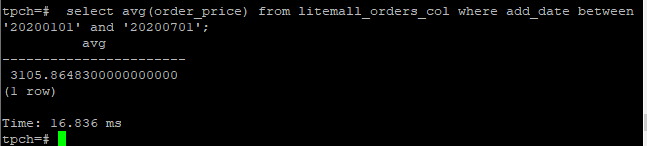 tpch=#  select avg(order_price) from litemall_orders_col where add_date between
'20200101' and '20200701';
avg
-----------------------
3105.8648300000000000
(1 row)
Time: 16.836 ms
tpch=#